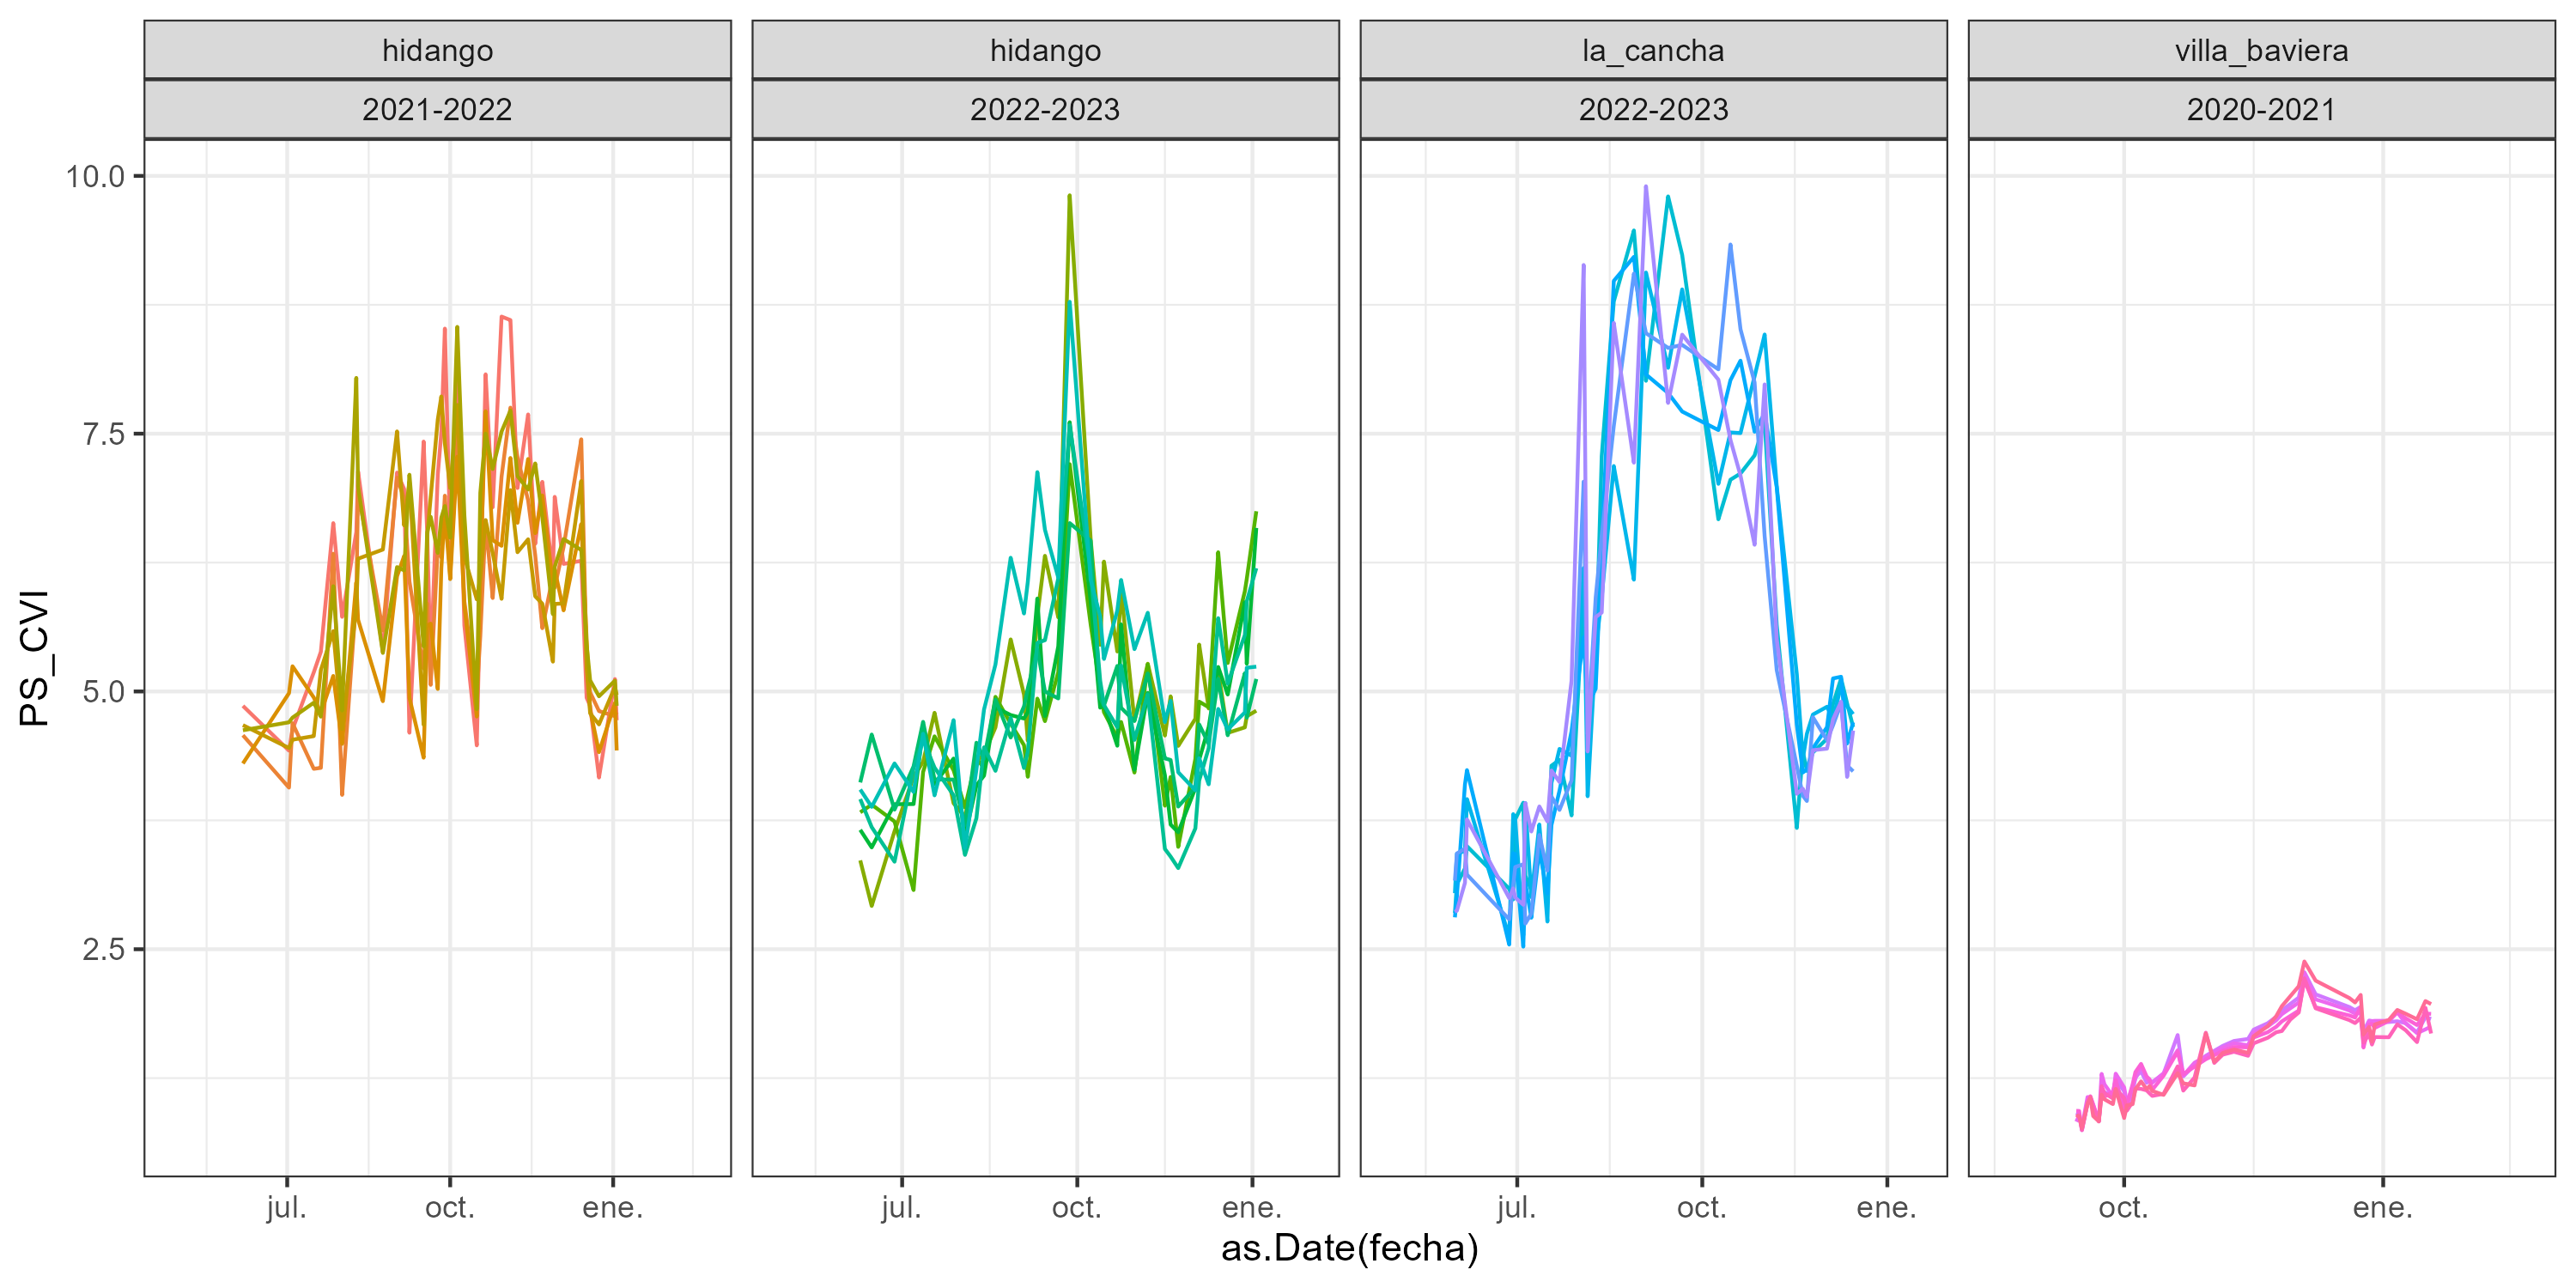 hidango hidango la_cancha villa_baviera
2021-2022 2022-2023 2022-2023 2020-2021
10.0
7.5
5.0
2.5
PS_CVI
jul. oct. ene. jul. oct. ene. jul. oct. ene. oct. ene.
as.Date(fecha)